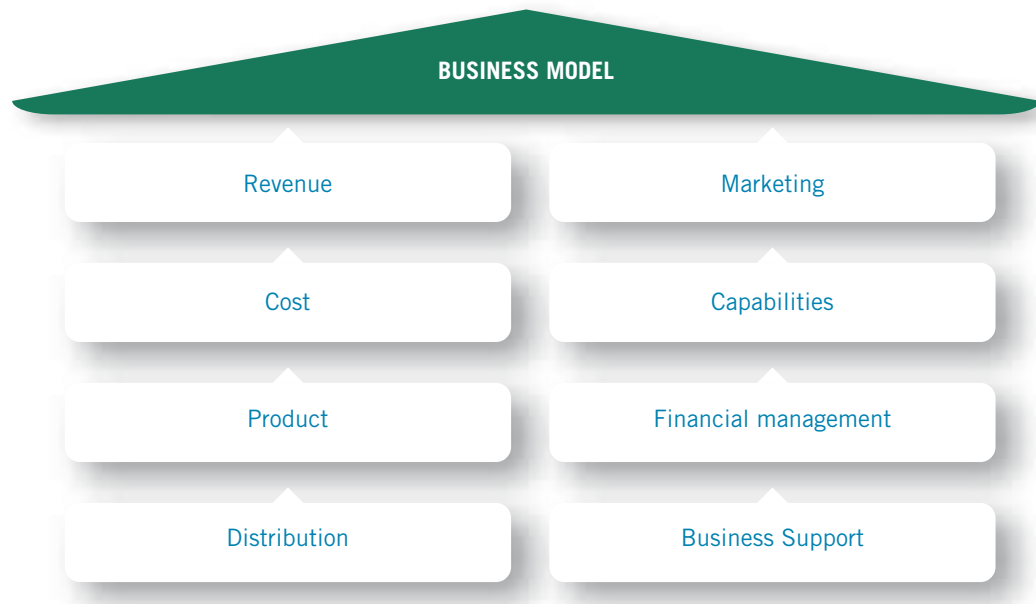 BUSINESS MODEL
Revenue
Marketing
Cost
Capabilities
Product
Financial management
Distribution
Business Support